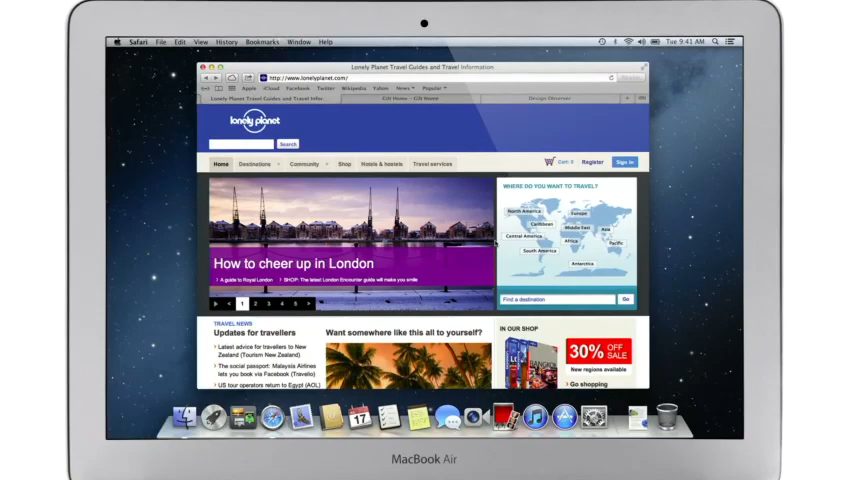 Safari File Edit View History Bookmarks Window Help
Tue 9:41 AM
Lonely Planet Travel Guides and Travel Information
http://www.lonelyplanet.com/
Apple iCloud Facebook Twitter Wikipedia Yahoo News Popular
Lonely Planet Travel Guides and Travel Infor...
Gilt Home – Gilt Home
Design Observer
lonely planet
Search
Home Destinations Community Shop Hotels & hostels Travel services
Cart: 0 Register Sign in
How to cheer up in London
A guide to Royal London
SHOP: The latest London Encounter guide will make you smile
1 2 3 4 5
WHERE DO YOU WANT TO TRAVEL?
North America
Europe
Caribbean
Middle East
Asia
Central America
Africa
Pacific
South America
Antarctica
Find a destination Go
TRAVEL NEWS
Updates for travellers
Latest advice for travellers to New
Zealand (Tourism New Zealand)
The social passport: Malaysia Airlines
lets you book via Facebook (Travelio)
US tour operators return to Egypt (AOL)
Want somewhere like this all to yourself?
IN OUR SHOP
BANGKOK
30% OFF
SALE
New regions available
Go shopping
17
MacBook Air